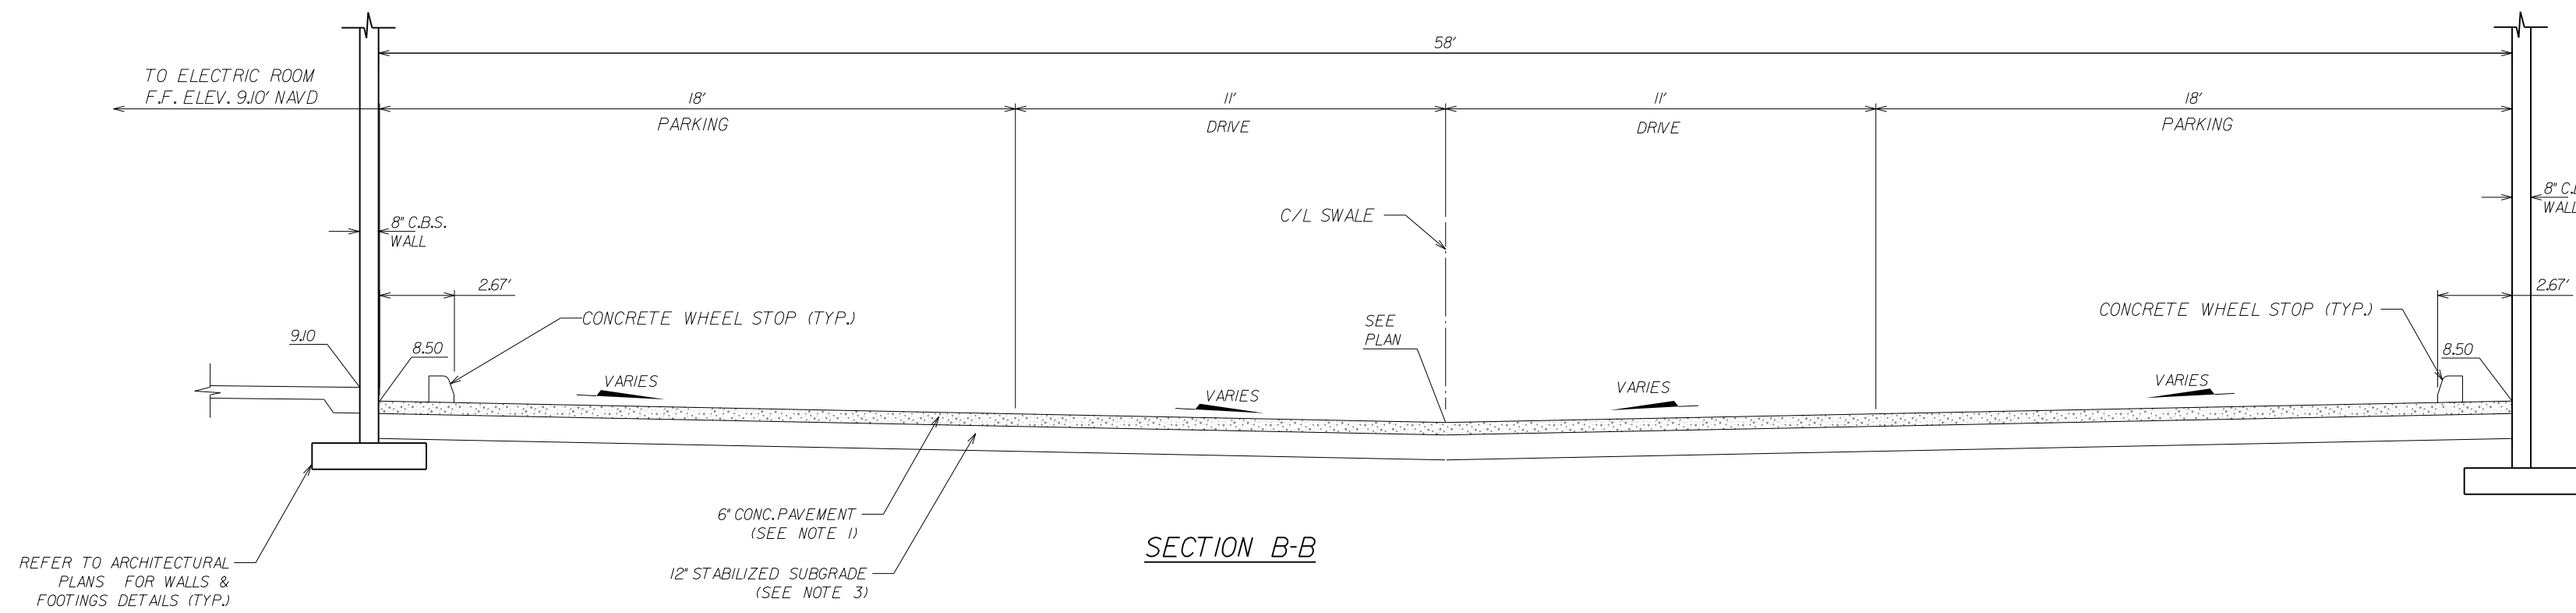 58'
TO ELECTRIC ROOM
F.F. ELEV. 9.10' NAVD
18'
PARKING
11'
DRIVE
11'
DRIVE
18'
PARKING
8" C.B.S.
WALL
C/L SWALE
8" C.
WALL
2.67'
CONCRETE WHEEL STOP (TYP.)
SEE
PLAN
CONCRETE WHEEL STOP (TYP.)
2.67'
9.10
8.50
8.50
VARIES
VARIES
VARIES
VARIES
6" CONC. PAVEMENT
(SEE NOTE 1)
12" STABILIZED SUBGRADE
(SEE NOTE 3)
SECTION B-B
REFER TO ARCHITECTURAL
PLANS FOR WALLS &
FOOTINGS DETAILS (TYP.)